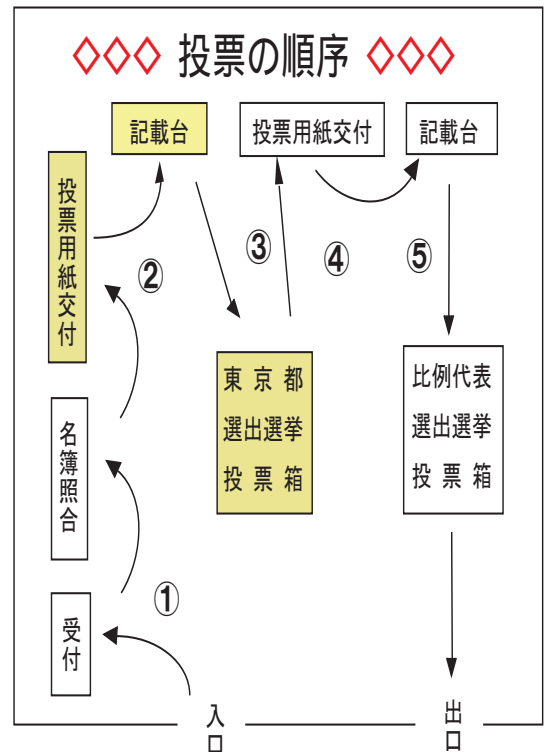 ◇◇◇ 投票の順序 ◇◇◇
記載台
投票用紙交付
記載台
投票用紙交付
②
③
④
⑤
東京都
選出選挙
投票箱
比例代表
選出選挙
投票箱
名簿照合
①
受付
入口
出口